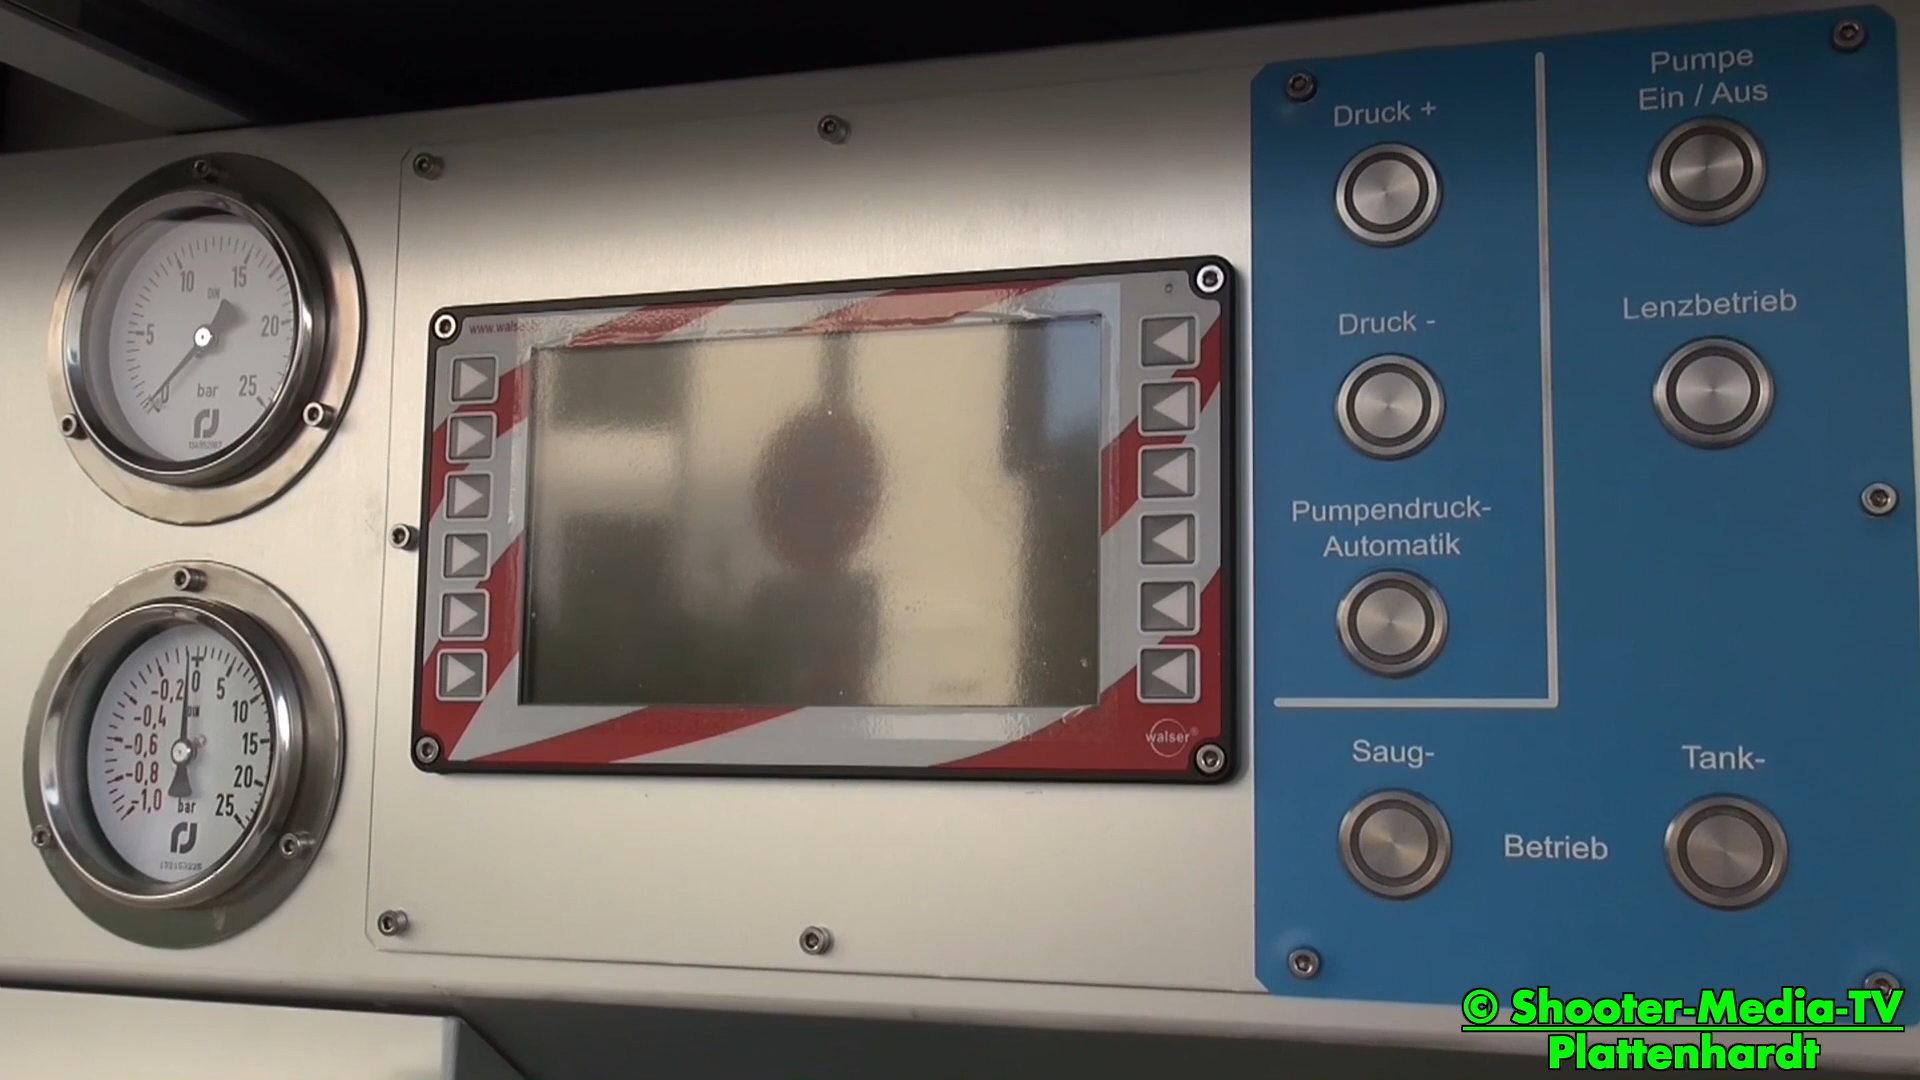 10
15
DIN
5
20
0
bar
25
+
-0,2
0
5
-0,4
DIN
10
-0,6
15
-0,8
20
-1,0
bar
25
walser®
Druck +
Pumpe
Ein / Aus
Druck -
Lenzbetrieb
Pumpendruck-
Automatik
Saug-
Tank-
Betrieb
© Shooter-Media-TV
Plattenhardt